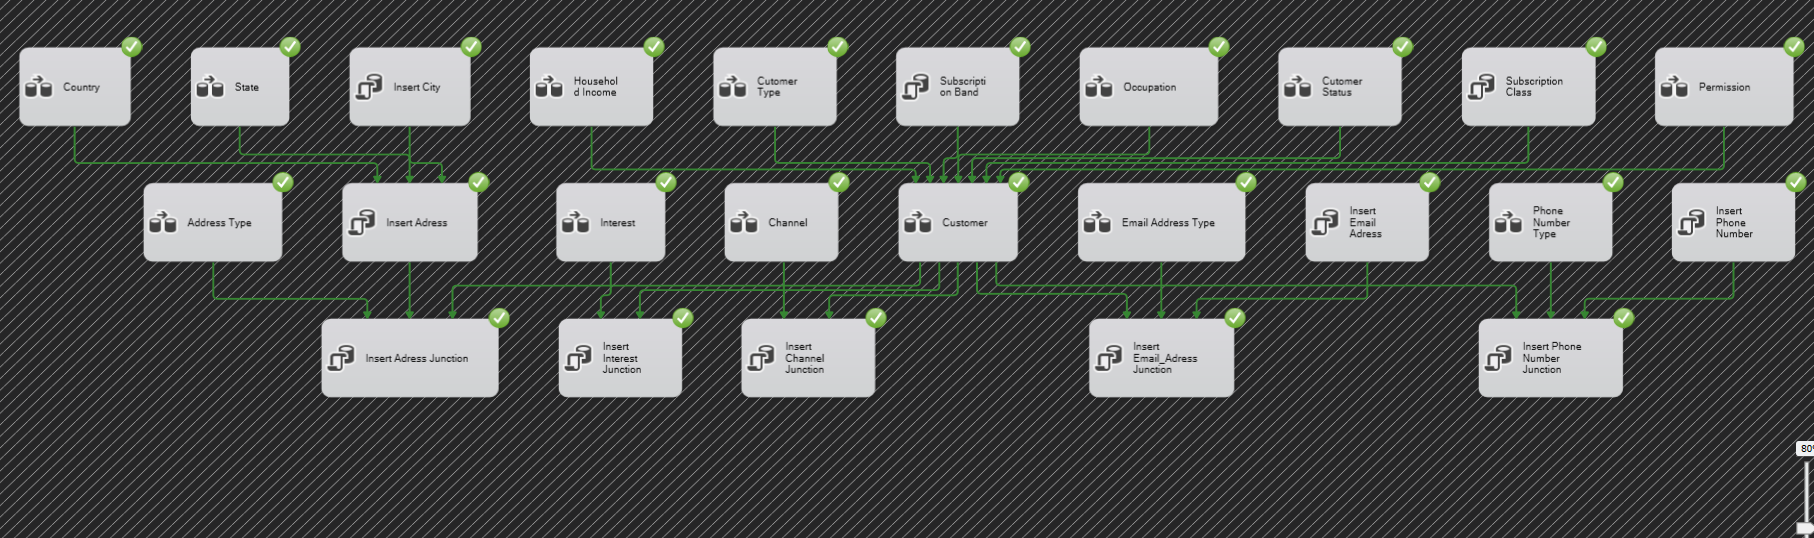 Country
State
Insert City
Househol
d Income
Cutomer
Type
Subscripti
on Band
Occupation
Cutomer
Status
Subscription
Class
Permission
Address Type
Insert Adress
Interest
Channel
Customer
Email Address Type
Insert
Email
Adress
Phone
Number
Type
Insert
Phone
Number
Insert Adress Junction
Insert
Interest
Junction
Insert
Channel
Junction
Insert
Email_Adress
Junction
Insert Phone
Number
Junction